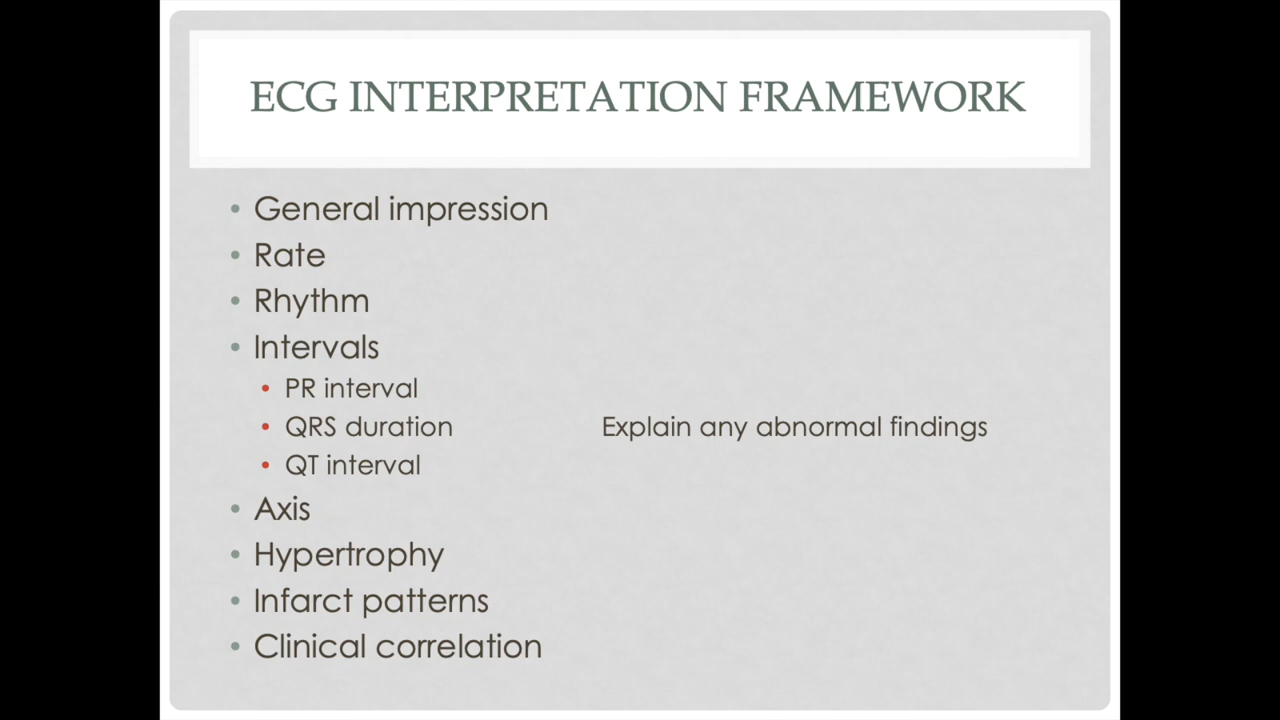 ECG INTERPRETATION FRAMEWORK
• General impression
• Rate
• Rhythm
• Intervals
• PR interval
• QRS duration
Explain any abnormal findings
• QT interval
• Axis
• Hypertrophy
• Infarct patterns
• Clinical correlation